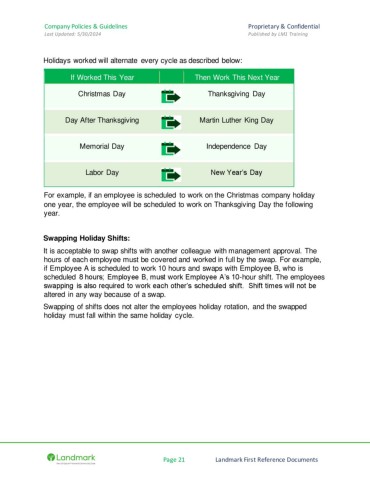 Company Policies & Guidelines Proprietary & Confidential
Last Updated: 5/30/2024 Published by LM1 Training
Holidays worked will alternate every cycle as described below:
If Worked This Year Then Work This Next Year
Christmas Day Thanksgiving Day
Day After Thanksgiving Martin Luther King Day
Memorial Day Independence Day
Labor Day New Year's Day
For example, if an employee is scheduled to work on the Christmas company holiday
one year, the employee will be scheduled to work on Thanksgiving Day the following
year.
Swapping Holiday Shifts:
It is acceptable to swap shifts with another colleague with management approval. The
hours of each employee must be covered and worked in full by the swap. For example,
if Employee A is scheduled to work 10 hours and swaps with Employee B, who is
scheduled 8 hours; Employee B, must work Employee A's 10-hour shift. The employees
swapping is also required to work each other's scheduled shift. Shift times will not be
altered in any way because of a swap.
Swapping of shifts does not alter the employees holiday rotation, and the swapped
holiday must fall within the same holiday cycle.
Landmark Page 21 Landmark First Reference Documents